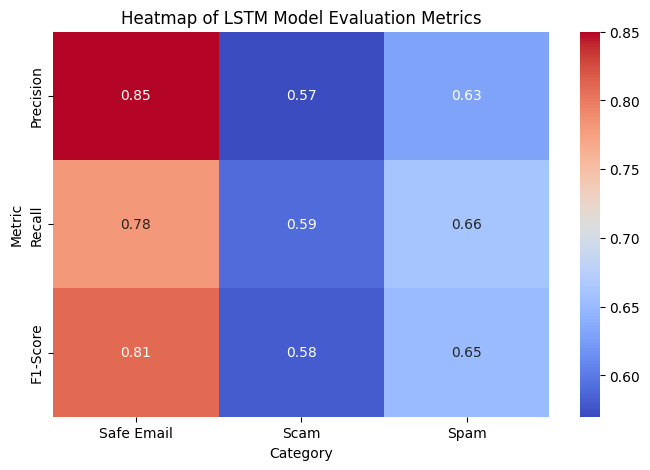 Heatmap of LSTM Model Evaluation Metrics
Metric
Precision
0.85 0.57 0.63
Recall
0.78 0.59 0.66
F1-Score
0.81 0.58 0.65
Safe Email Scam Spam
Category
0.85
0.80
0.75
0.70
0.65
0.60